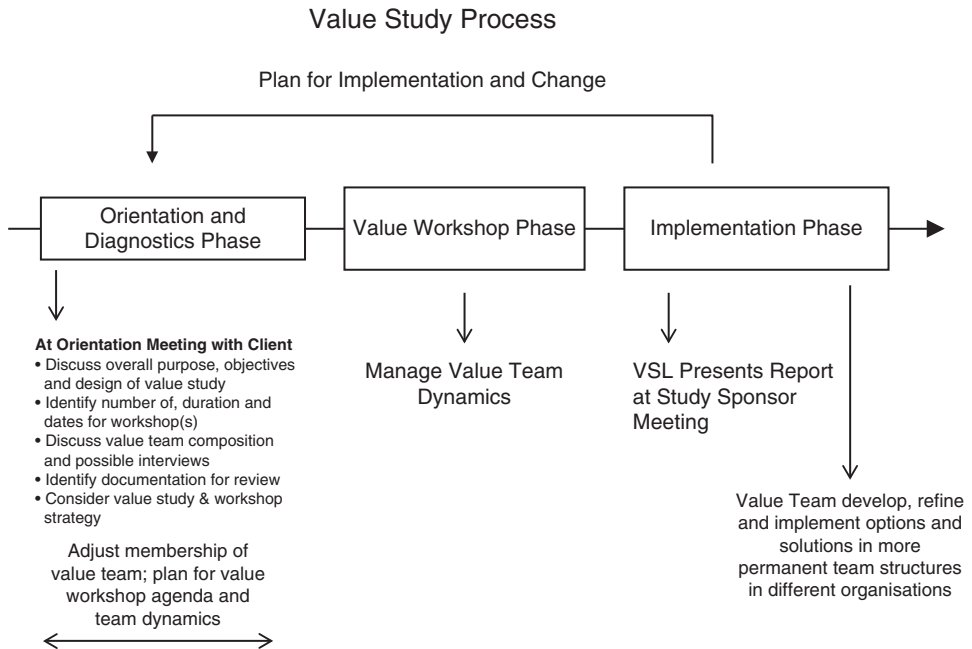 Value Study Process
Plan for Implementation and Change
Orientation and
Diagnostics Phase
Value Workshop Phase
Implementation Phase
At Orientation Meeting with Client
• Discuss overall purpose, objectives
and design of value study
• Identify number of, duration and
dates for workshop(s)
• Discuss value team composition
and possible interviews
• Identify documentation for review
• Consider value study & workshop
strategy
Adjust membership of
value team; plan for value
workshop agenda and
team dynamics
Manage Value Team
Dynamics
VSL Presents Report
at Study Sponsor
Meeting
Value Team develop, refine
and implement options and
solutions in more
permanent team structures
in different organisations